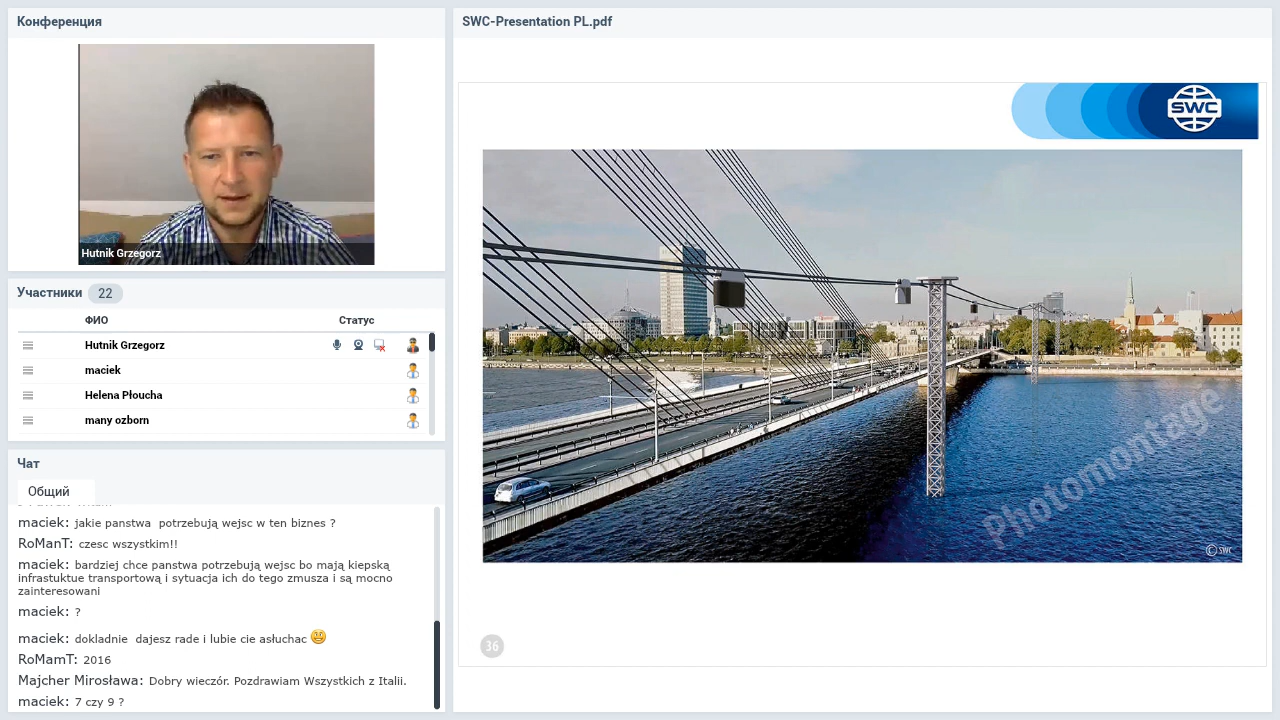 Конференция
Hutnik Grzegorz
Участники 22
ФИО Статус
Hutnik Grzegorz
maciek
Helena Płoucha
many ozborn
Чат
Общий
maciek: jakie panstwa potrzebują wejsc w ten biznes ?
RoManT: czesc wszystkim!!
maciek: bardziej chce panstwa potrzebują wejsc bo mają kiepską
infrastuktue transportową i sytuacja ich do tego zmusza i są mocno
zainteresowani
maciek: ?
maciek: dokladnie dajesz rade i lubie cie asłuchac
RoMamT: 2016
Majcher Mirosława: Dobry wieczór. Pozdrawiam Wszystkich z Italii.
maciek: 7 czy 9 ?
SWC-Presentation PL.pdf
SWC
Photomontage
© SWC
36